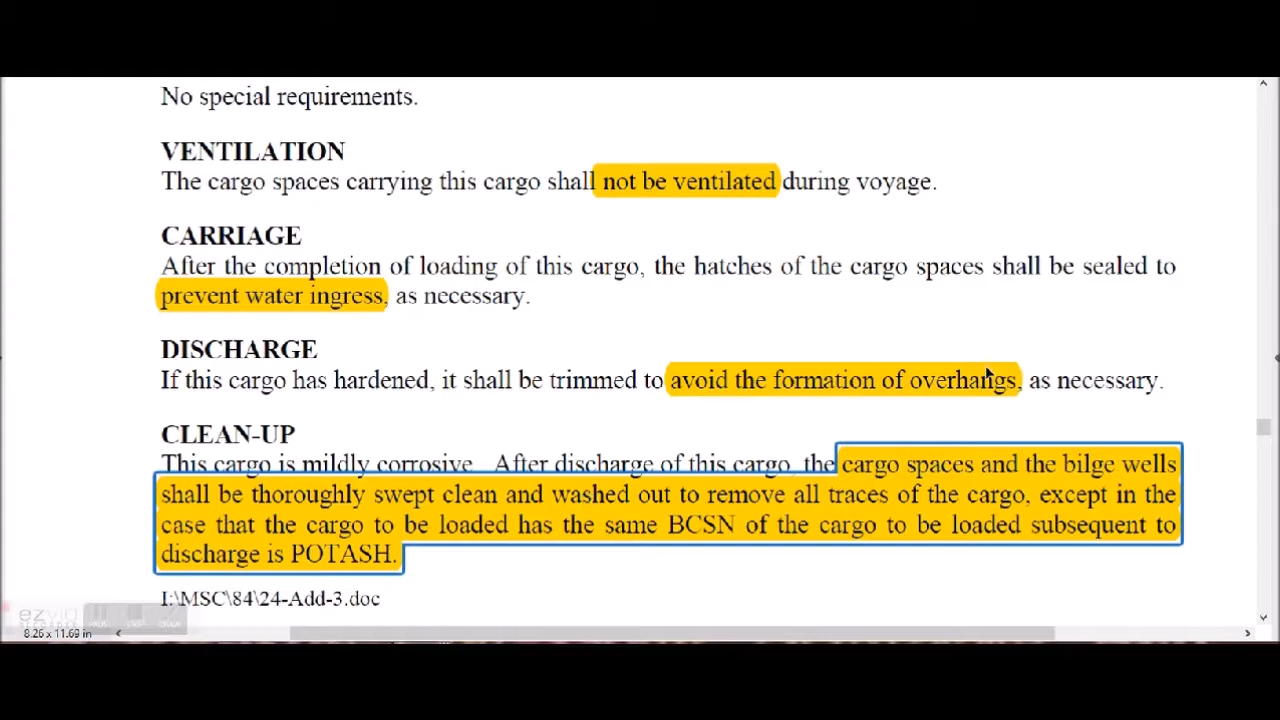 No special requirements.
VENTILATION
The cargo spaces carrying this cargo shall not be ventilated during voyage.
CARRIAGE
After the completion of loading of this cargo, the hatches of the cargo spaces shall be sealed to
prevent water ingress, as necessary.
DISCHARGE
If this cargo has hardened, it shall be trimmed to avoid the formation of overhangs, as necessary.
CLEAN-UP
This cargo is mildly corrosive. After discharge of this cargo, the cargo spaces and the bilge wells
shall be thoroughly swept clean and washed out to remove all traces of the cargo, except in the
case that the cargo to be loaded has the same BCSN of the cargo to be loaded subsequent to
discharge is POTASH.
I:\MSC\84\24-Add-3.doc
8.26 x 11.69 in